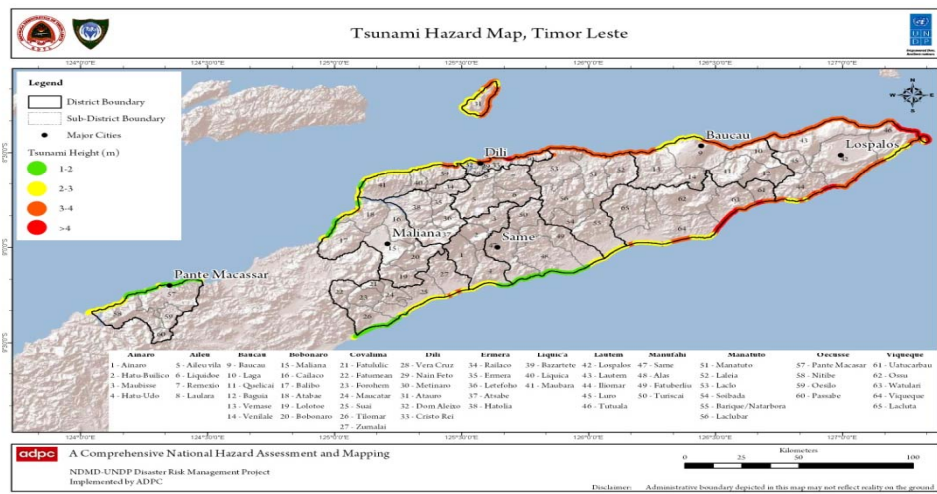 Tsunami Hazard Map, Timor Leste
124°0'0"E 124°30'0"E 125°0'0"E 125°30'0"E 126°0'0"E 126°30'0"E 127°0'0"E
Legend
District Boundary
Sub-District Boundary
Major Cities
Tsunami Height (m)
1-2
2-3
3-4
>4
Dili
Baucau
Lospalos
Maliana
Same
Pante Macassar
Ainaro Aileu Baucau Bobonaro Covalima Dili Ermera Liquica Lautem Manufahi Manatuto Oecusse Viqueque
1 - Ainaro 5 - Aileu vila 9 - Baucau 15 - Maliana 21 - Fatululic 28 - Vera Cruz 34 - Railaco 39 - Bazartete 42 - Lospalos 47 - Same 51 - Manatuto 57 - Pante Macasar 61 - Uatucarbau
2 - Hatu-Builico 6 - Liquidoe 10 - Laga 16 - Cailaco 22 - Fatumean 29 - Nain Feto 35 - Ermera 40 - Liquica 43 - Lautem 48 - Alas 52 - Laleia 58 - Nitibe 62 - Ossu
3 - Maubisse 7 - Remexio 11 - Quelicai 17 - Balibo 23 - Forohem 30 - Metinaro 36 - Letefoho 41 - Maubara 44 - Iliomar 49 - Fatuberliu 53 - Laclo 59 - Oesilo 63 - Watulari
4 - Hatu-Udo 8 - Laulara 12 - Baguia 18 - Atabae 24 - Maucatar 31 - Atauro 37 - Atsabe 45 - Luro 50 - Turiscai 54 - Soibada 60 - Passabe 64 - Viqueque
13 - Vemase 19 - Lolotoe 25 - Suai 32 - Dom Aleixo 38 - Hatolia 46 - Tutuala 55 - Barique/Natarbora 65 - Lacluta
14 - Venilale 20 - Bobonaro 26 - Tilomar 33 - Cristo Rei 56 - Laclubar
27 - Zumalai
adpc A Comprehensive National Hazard Assessment and Mapping
NDMD-UNDP Disaster Risk Management Project
Implemented by ADPC
Kilometers
0 25 50 100
Disclaimer: Administrative boundary depicted in this map may not reflect reality on the ground